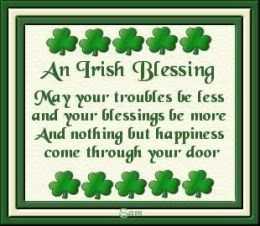 An Irish Blessing
May your troubles be less
and your blessings be more
And nothing but happiness
come through your door
Sam